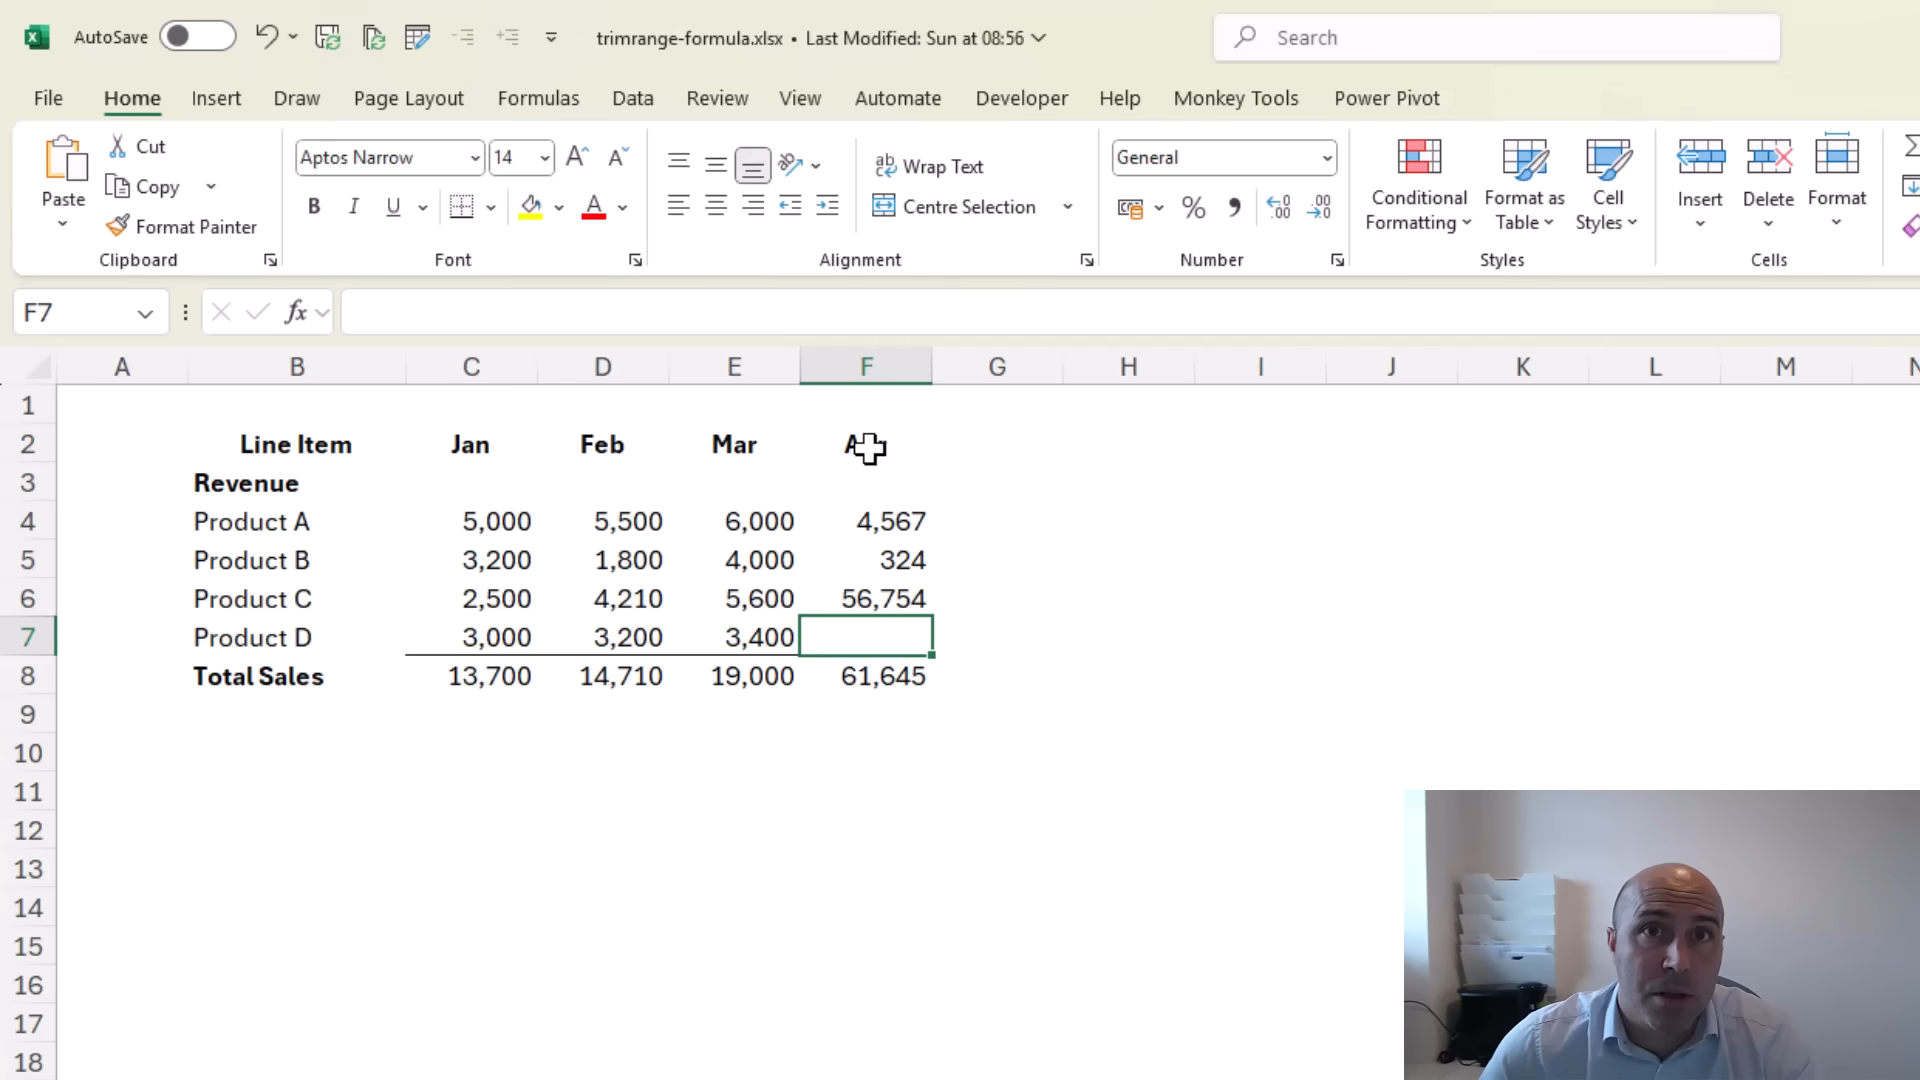 AutoSave trimrange-formula.xlsx • Last Modified: Sun at 08:56 Search
File Home Insert Draw Page Layout Formulas Data Review View Automate Developer Help Monkey Tools Power Pivot
Paste
Cut
Copy
Format Painter
Clipboard
Aptos Narrow 14
B I U A
Font
Wrap Text
Centre Selection
Alignment
General
Number
Conditional Formatting
Format as Table
Cell Styles
Styles
Insert Delete Format
Cells
F7 fx
A B C D E F G H I J K L M N
1
2 Line Item Jan Feb Mar
3 Revenue
4 Product A 5,000 5,500 6,000 4,567
5 Product B 3,200 1,800 4,000 324
6 Product C 2,500 4,210 5,600 56,754
7 Product D 3,000 3,200 3,400
8 Total Sales 13,700 14,710 19,000 61,645
9
10
11
12
13
14
15
16
17
18